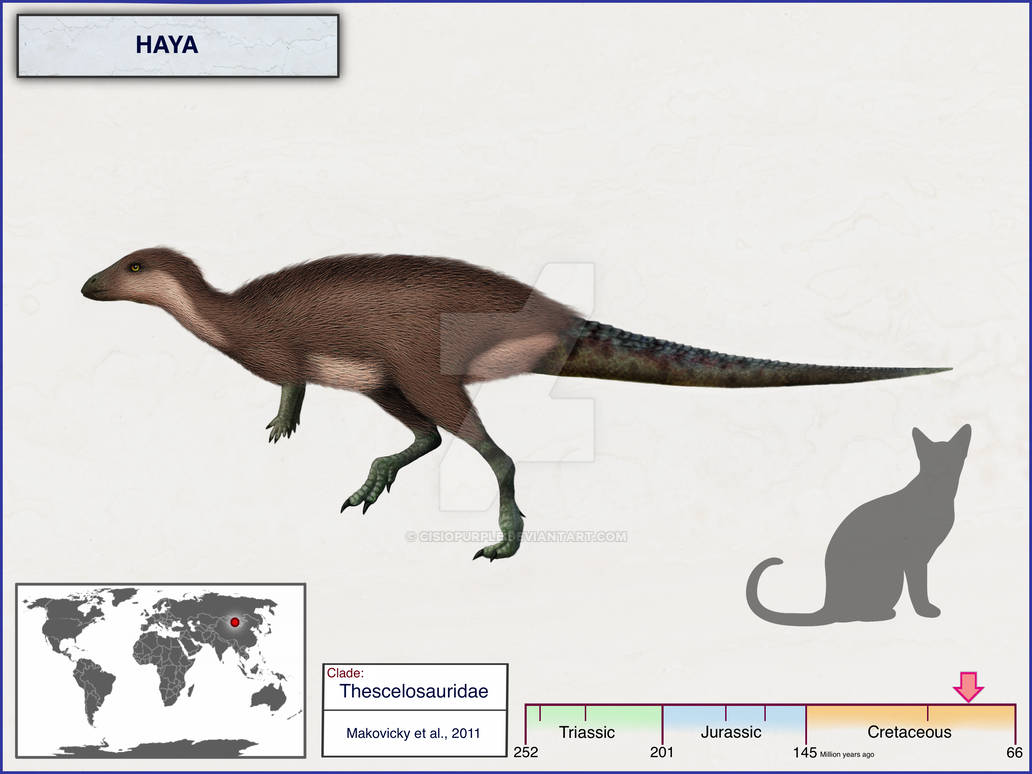 HAYA
© CISIOPURPLE.DEVIANTART.COM
Clade:
Thescelosauridae
Makovicky et al., 2011
Triassic
Jurassic
Cretaceous
252
201
145
Million years ago
66